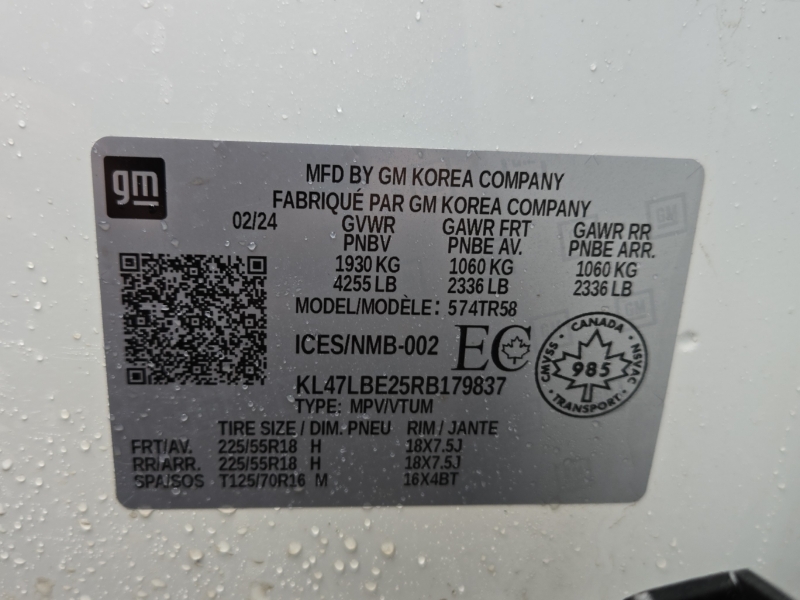 gm
MFD BY GM KOREA COMPANY
FABRIQUÉ PAR GM KOREA COMPANY
02/24 GVWR GAWR FRT GAWR RR
PNBV PNBE AV. PNBE ARR.
1930 KG 1060 KG 1060 KG
4255 LB 2336 LB 2336 LB
MODEL/MODÈLE: 574TR58
ICES/NMB-002 EC
CANADA
CMVSS 985 NSVAC
TRANSPORT
KL47LBE25RB179837
TYPE: MPV/VTUM
TIRE SIZE / DIM. PNEU RIM / JANTE
FRT/AV. 225/55R18 H 18X7.5J
RR/ARR. 225/55R18 H 18X7.5J
SPA/SOS T125/70R16 M 16X4BT